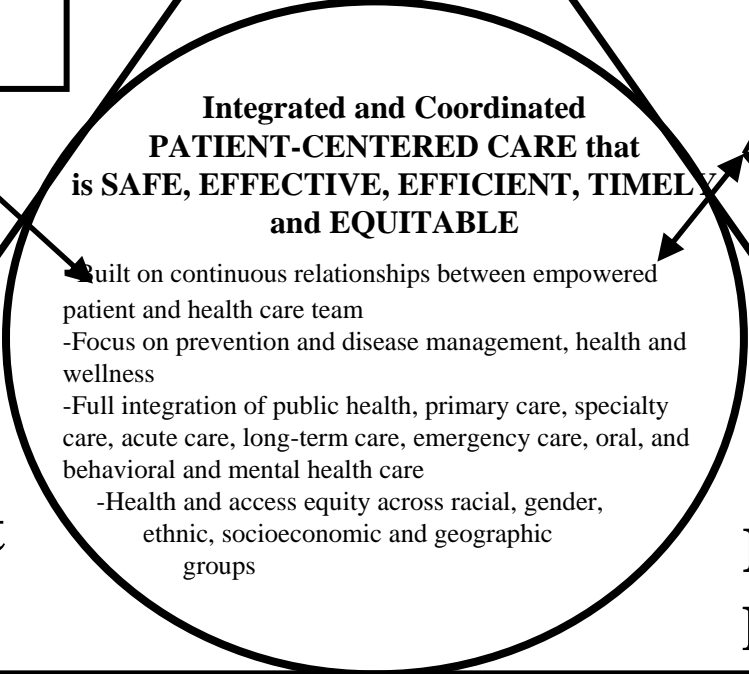 Integrated and Coordinated
PATIENT-CENTERED CARE that
is SAFE, EFFECTIVE, EFFICIENT, TIMELY
and EQUITABLE
-Built on continuous relationships between empowered
patient and health care team
-Focus on prevention and disease management, health and
wellness
-Full integration of public health, primary care, specialty
care, acute care, long-term care, emergency care, oral, and
behavioral and mental health care
-Health and access equity across racial, gender,
ethnic, socioeconomic and geographic
groups